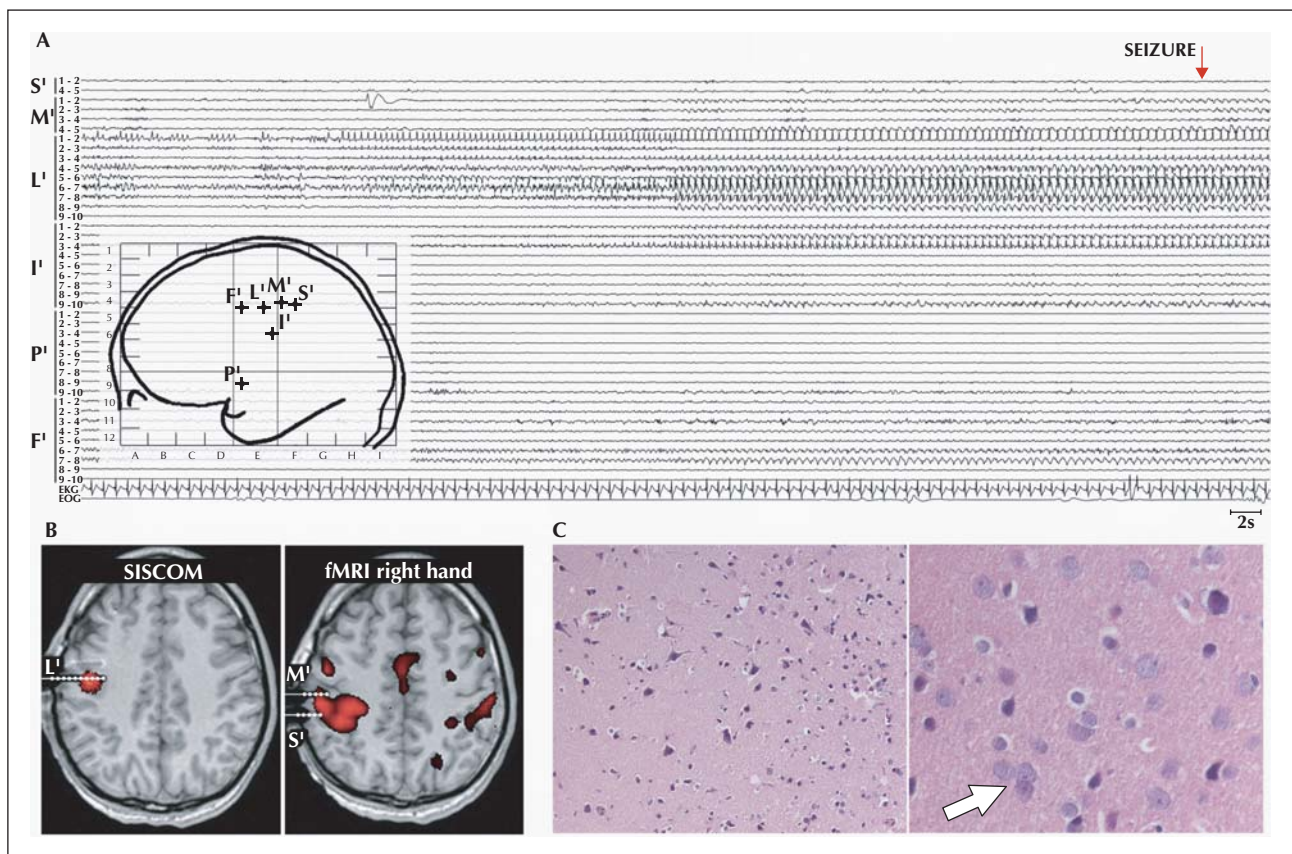 A
SEIZURE
S' 1 - 2
4 - 5
M' 1 - 2
2 - 3
3 - 4
4 - 5
L' 1 - 2
2 - 3
3 - 4
4 - 5
5 - 6
6 - 7
7 - 8
8 - 9
9 - 10
I' 1 - 2
2 - 3
3 - 4
4 - 5
5 - 6
6 - 7
7 - 8
8 - 9
9 - 10
P' 1 - 2
2 - 3
3 - 4
4 - 5
5 - 6
6 - 7
7 - 8
8 - 9
9 - 10
F' 1 - 2
2 - 3
3 - 4
4 - 5
5 - 6
6 - 7
7 - 8
8 - 9
9 - 10
EKG
EOG
1
2
3
4
5
6
8
9
10
11
12
F' L' M' S'
I'
P'
A B C D E F G H I
2s
B
SISCOM
L'
fMRI right hand
M'
S'
C